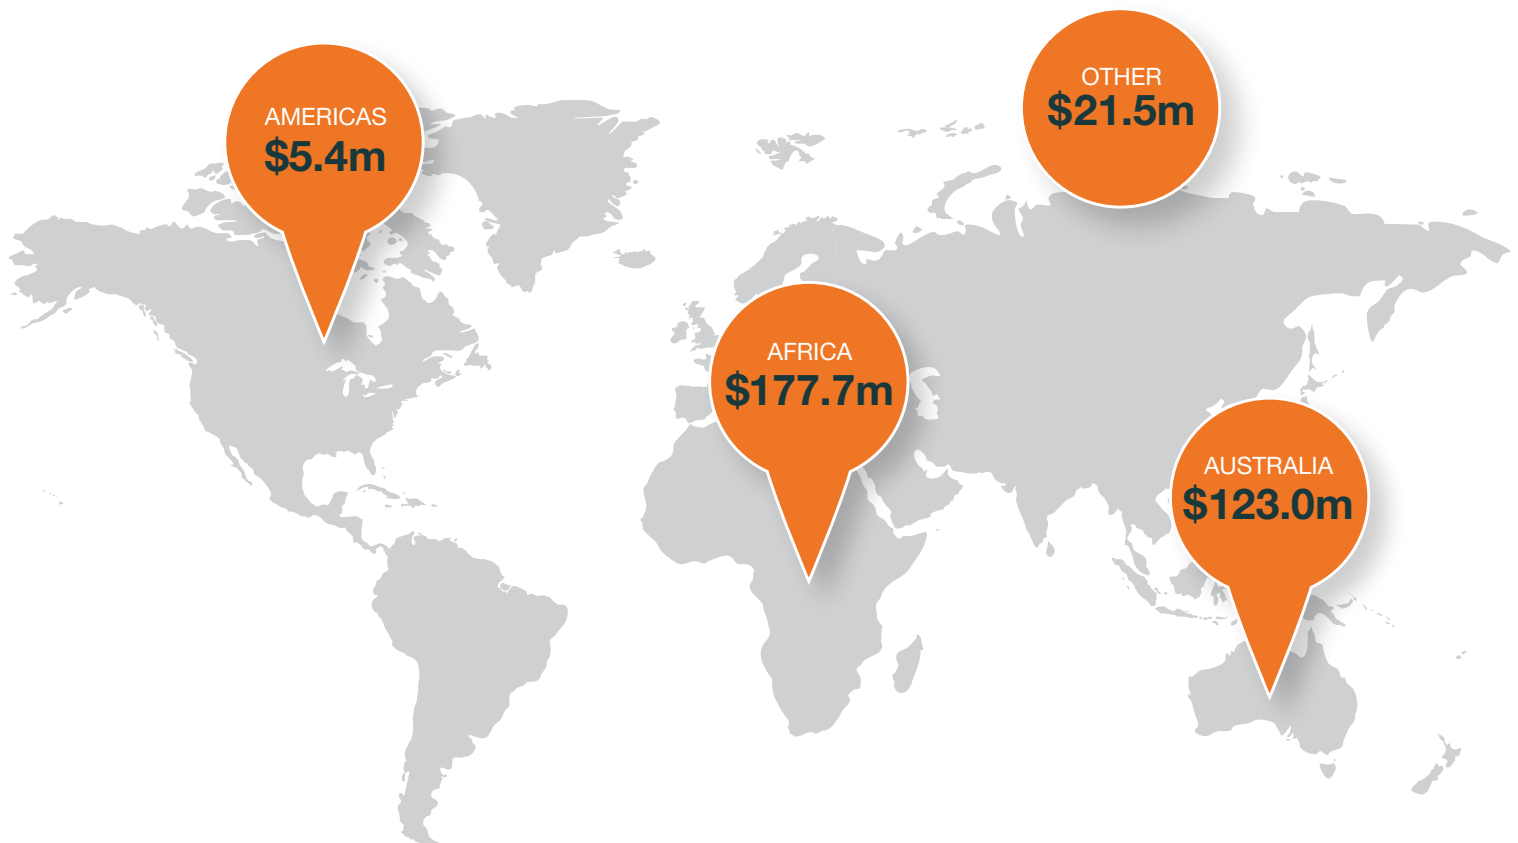 AMERICAS
$5.4m
OTHER
$21.5m
AFRICA
$177.7m
AUSTRALIA
$123.0m